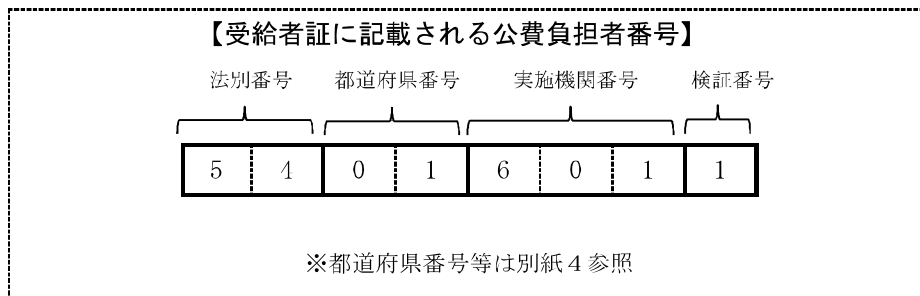 【受給者証に記載される公費負担者番号】
法別番号 都道府県番号 実施機関番号 検証番号
5 4 0 1 6 0 1 1
※都道府県番号等は別紙４参照